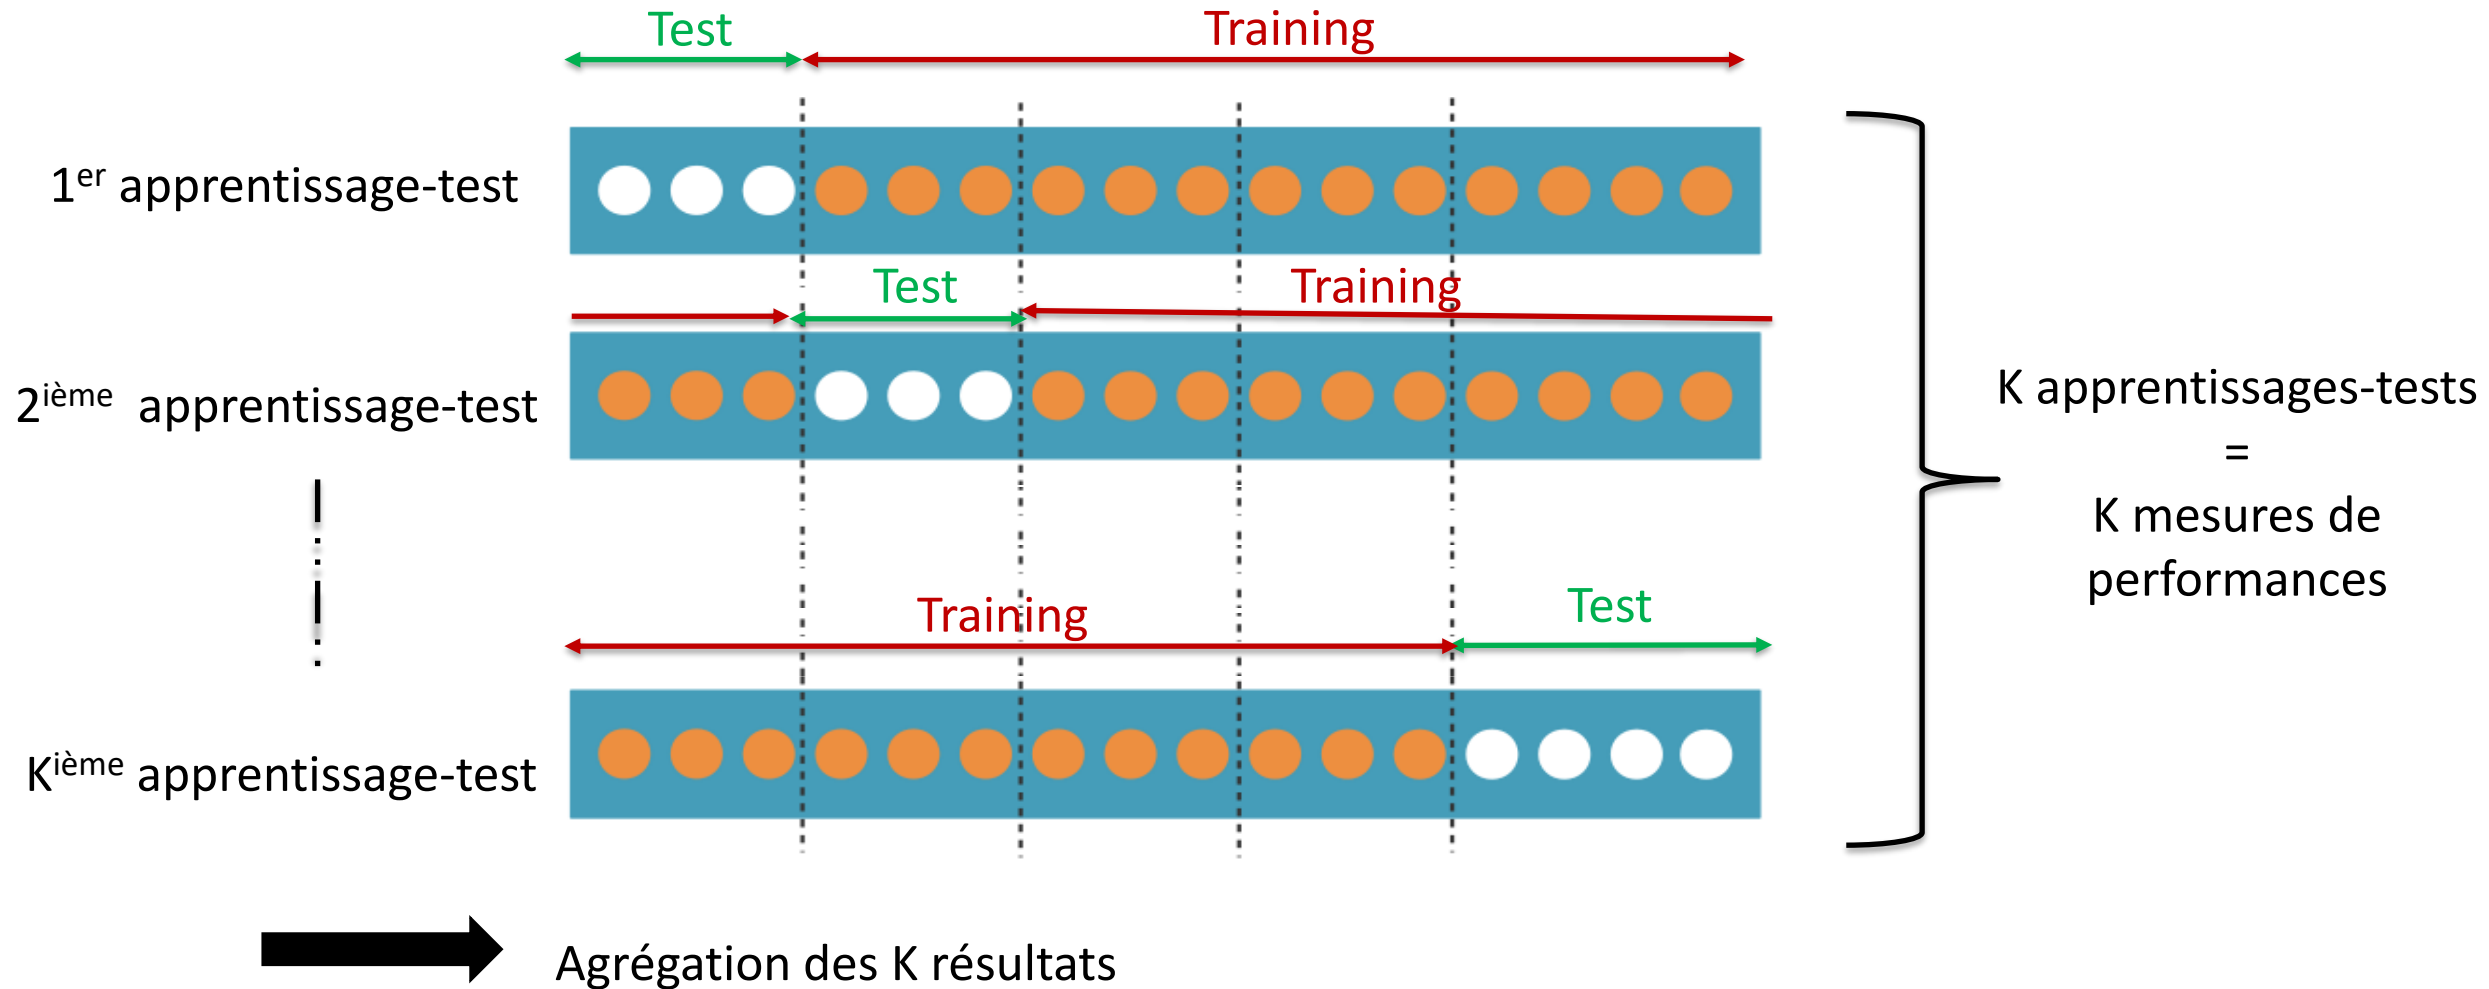 Test
Training
1er apprentissage-test
Test
Training
2ième apprentissage-test
K apprentissages-tests
=
K mesures de
performances
Training
Test
Kième apprentissage-test
Agrégation des K résultats